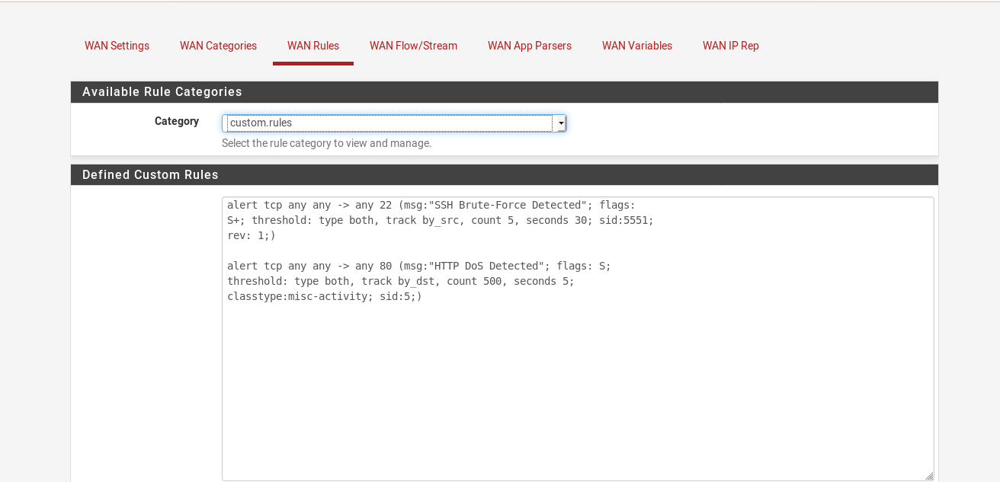 WAN Settings WAN Categories WAN Rules WAN Flow/Stream WAN App Parsers WAN Variables WAN IP Rep
Available Rule Categories
Category custom.rules
Select the rule category to view and manage.
Defined Custom Rules
alert tcp any any -> any 22 (msg:"SSH Brute-Force Detected"; flags:
S+; threshold: type both, track by_src, count 5, seconds 30; sid:5551;
rev: 1;)
alert tcp any any -> any 80 (msg:"HTTP DoS Detected"; flags: S;
threshold: type both, track by_dst, count 500, seconds 5;
classtype:misc-activity; sid:5;)